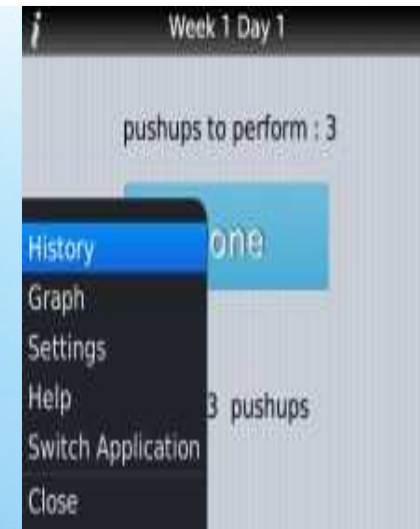 i Week 1 Day 1
pushups to perform : 3
one
History
Graph
Settings
Help
3 pushups
Switch Application
Close